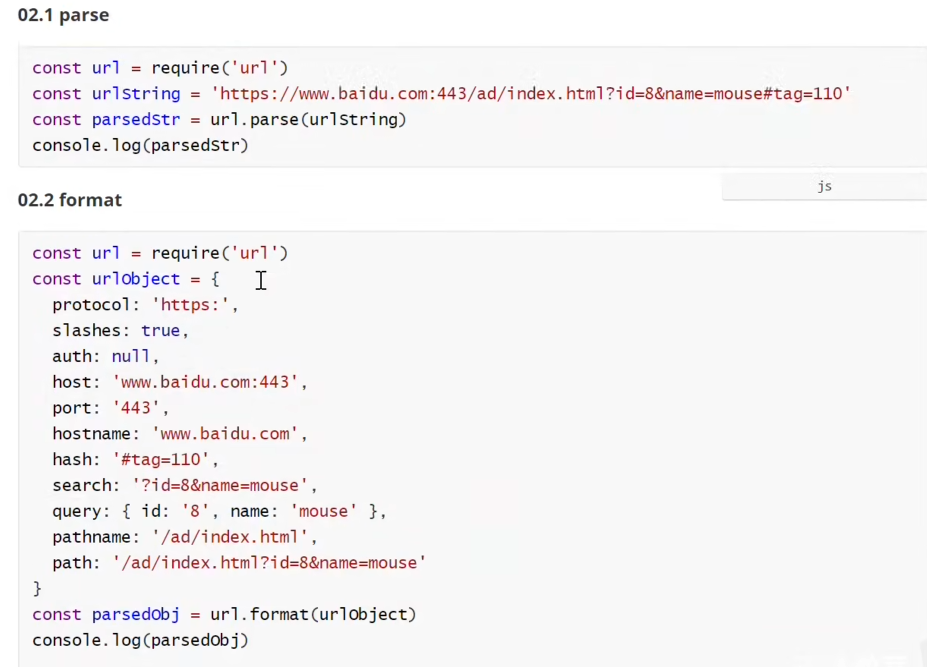 02.1 parse
const url = require('url')
const urlString = 'https://www.baidu.com:443/ad/index.html?id=8&name=mouse#tag=110'
const parsedStr = url.parse(urlString)
console.log(parsedStr)
js
02.2 format
const url = require('url')
const urlObject = {
  protocol: 'https:',
  slashes: true,
  auth: null,
  host: 'www.baidu.com:443',
  port: '443',
  hostname: 'www.baidu.com',
  hash: '#tag=110',
  search: '?id=8&name=mouse',
  query: { id: '8', name: 'mouse' },
  pathname: '/ad/index.html',
  path: '/ad/index.html?id=8&name=mouse'
}
const parsedObj = url.format(urlObject)
console.log(parsedObj)